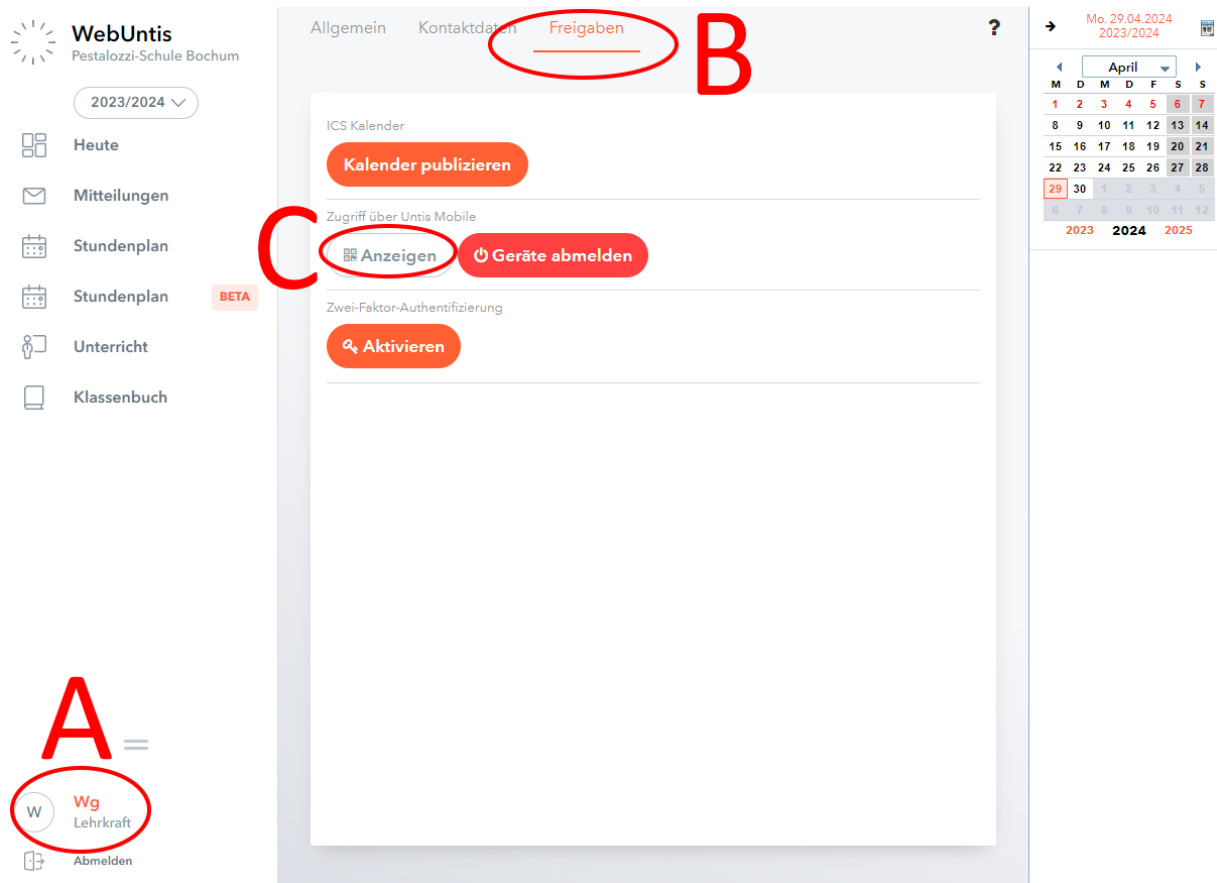 WebUntis
Pestalozzi-Schule Bochum
2023/2024
Heute
Mitteilungen
Stundenplan
Stundenplan BETA
Unterricht
Klassenbuch
A
W
Wg
Lehrkraft
Abmelden
Allgemein Kontaktdaten Freigaben ?
B
ICS Kalender
Kalender publizieren
Zugriff über Untis Mobile
C
Anzeigen Geräte abmelden
Zwei-Faktor-Authentifizierung
Aktivieren
Mo. 29.04.2024
2023/2024
April
M D M D F S S
1 2 3 4 5 6 7
8 9 10 11 12 13 14
15 16 17 18 19 20 21
22 23 24 25 26 27 28
29 30 1 2 3 4 5
6 7 8 9 10 11 12
2023 2024 2025